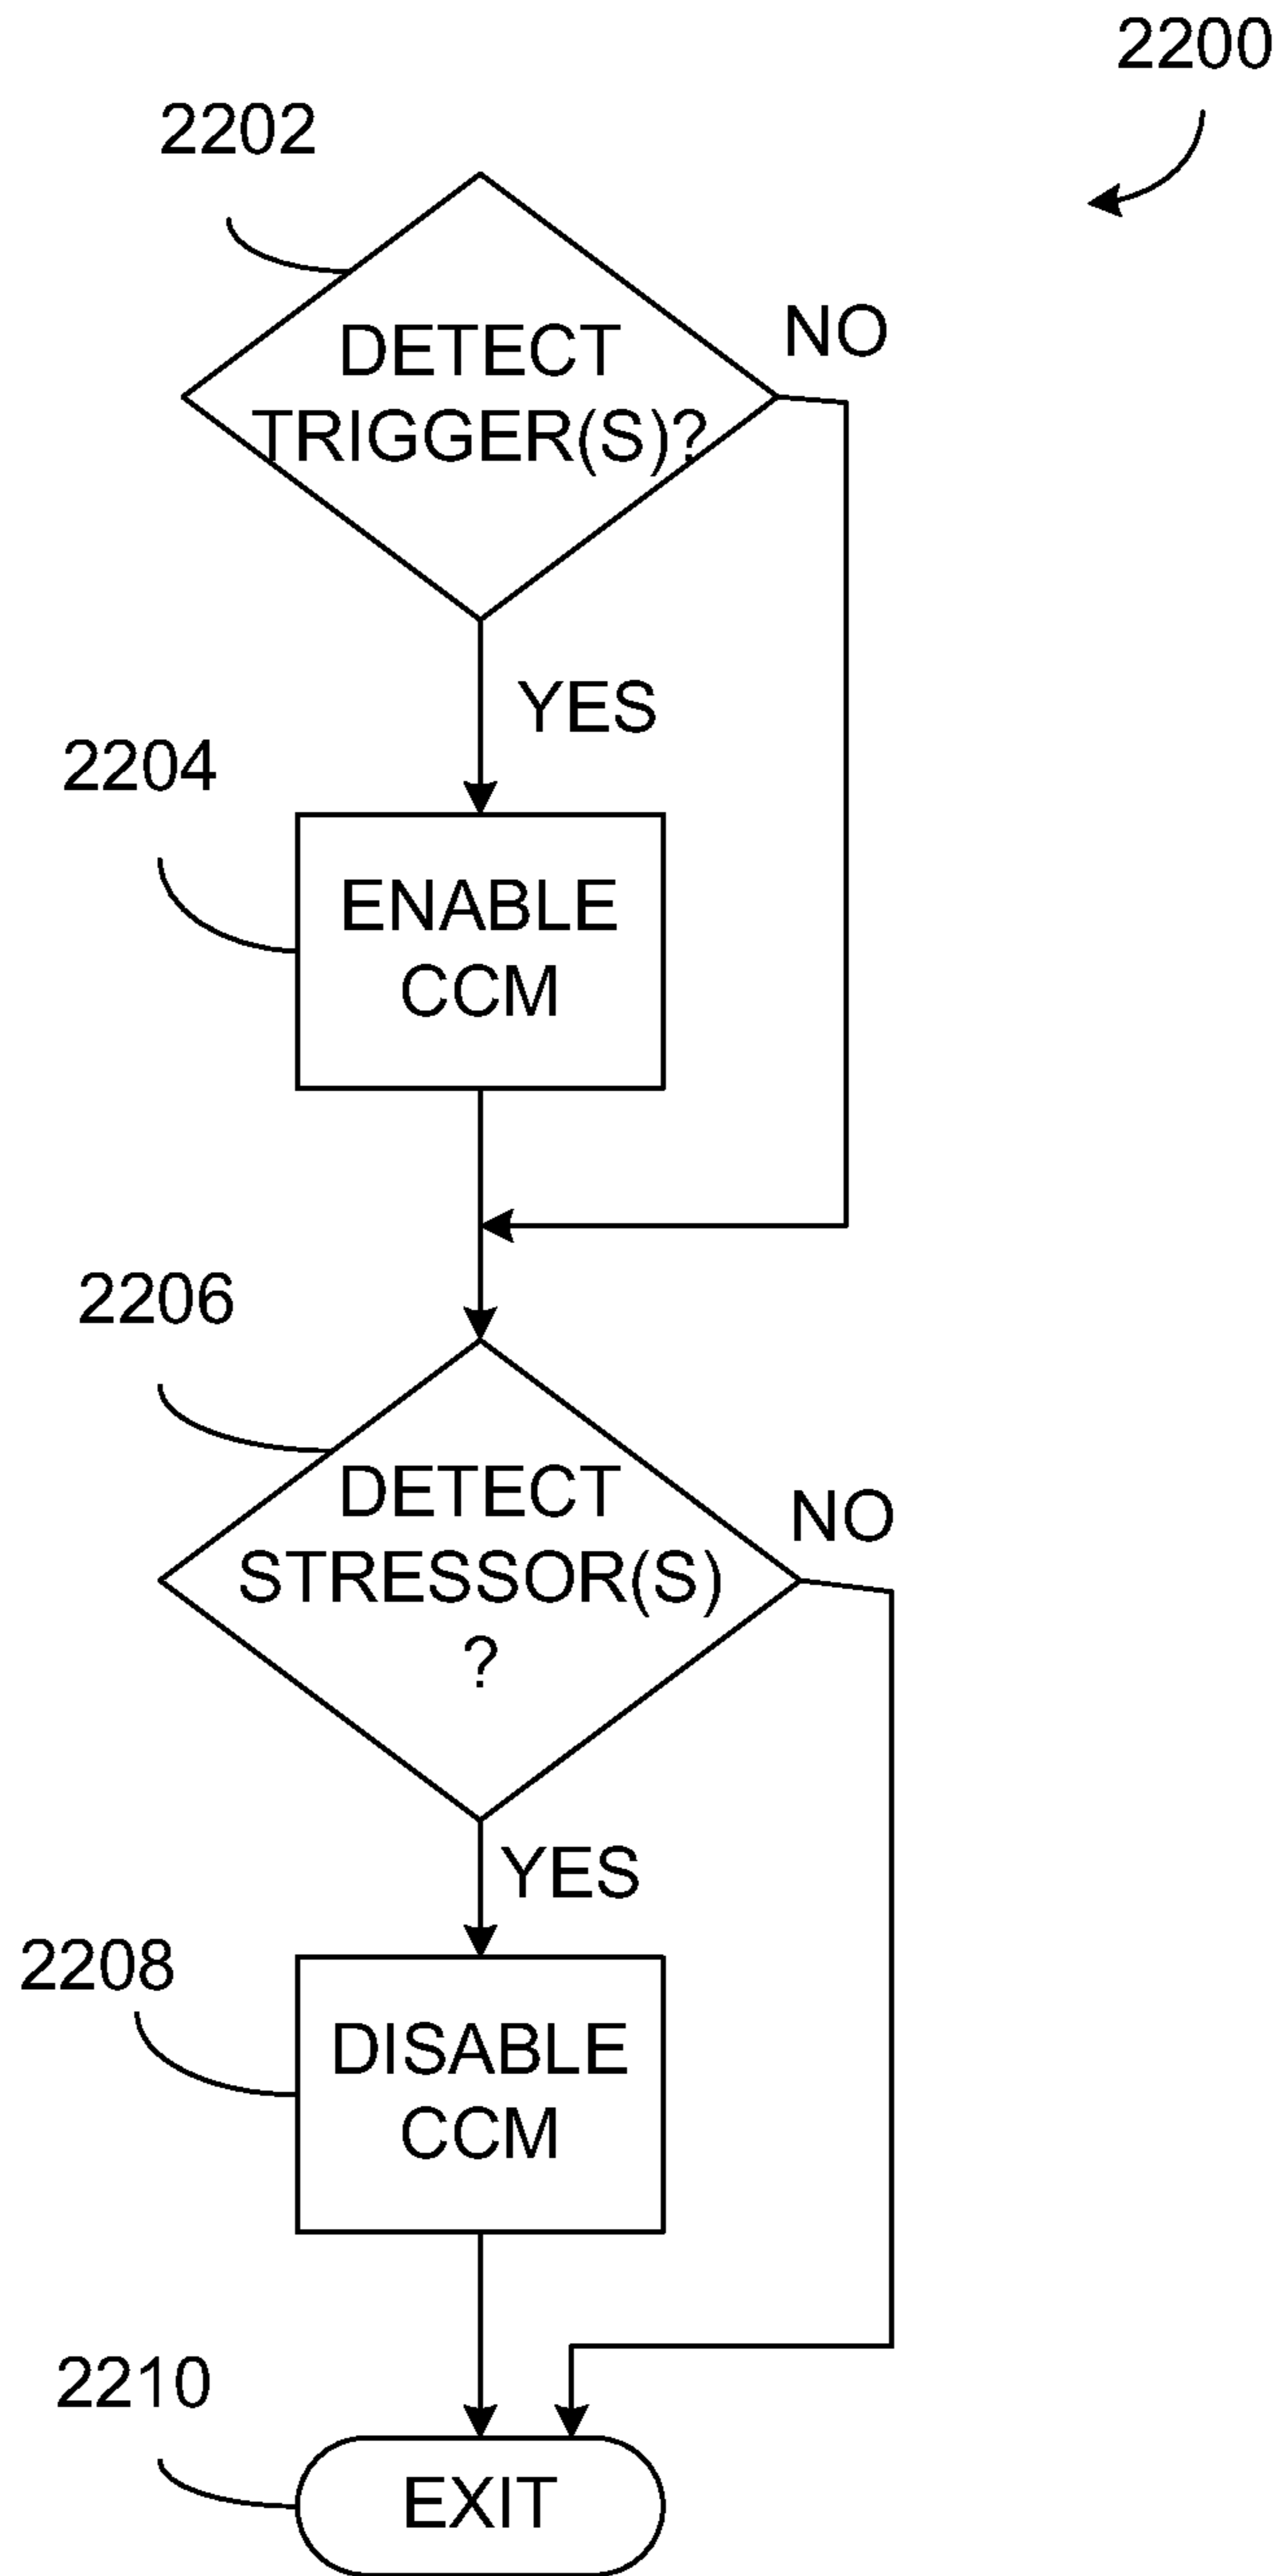 2200
2202
DETECT
TRIGGER(S)?
NO
YES
2204
ENABLE
CCM
2206
DETECT
STRESSOR(S)
?
NO
YES
2208
DISABLE
CCM
2210
EXIT